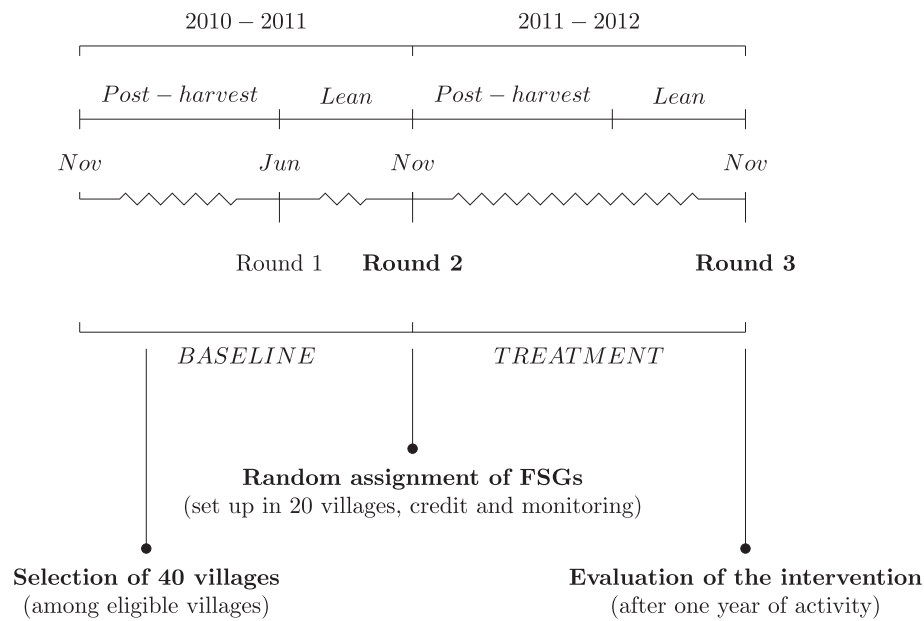 2010 − 2011 2011 − 2012
Post − harvest Lean Post − harvest Lean
Nov Jun Nov Nov
Round 1 Round 2 Round 3
BASELINE TREATMENT
Random assignment of FSGs
(set up in 20 villages, credit and monitoring)
Selection of 40 villages Evaluation of the intervention
(among eligible villages) (after one year of activity)